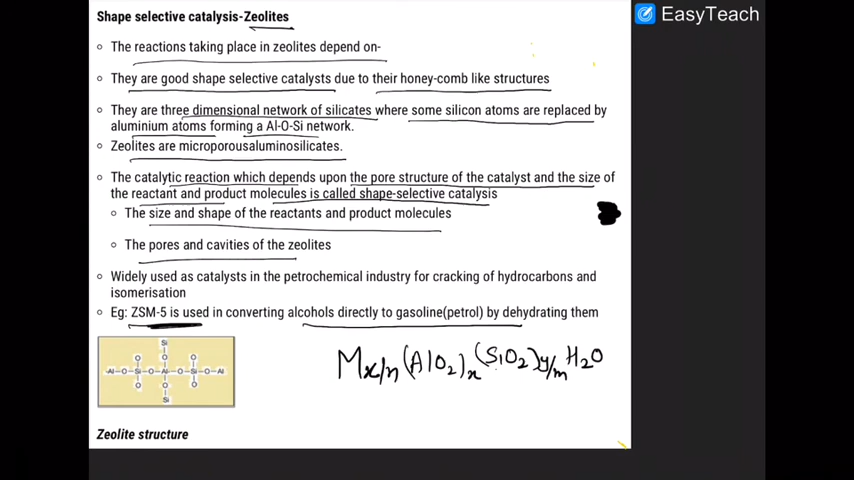 EasyTeach
Shape selective catalysis-Zeolites
The reactions taking place in zeolites depend on-
They are good shape selective catalysts due to their honey-comb like structures
They are three dimensional network of silicates where some silicon atoms are replaced by
aluminium atoms forming a Al-O-Si network.
Zeolites are microporousaluminosilicates.
The catalytic reaction which depends upon the pore structure of the catalyst and the size of
the reactant and product molecules is called shape-selective catalysis
The size and shape of the reactants and product molecules
The pores and cavities of the zeolites
Widely used as catalysts in the petrochemical industry for cracking of hydrocarbons and
isomerisation
Eg: ZSM-5 is used in converting alcohols directly to gasoline(petrol) by dehydrating them
Si
O O O
Al-O-Si-O-Al-O-Si-O-Al
O O O
Si
Mx/n(AlO2)x(SiO2)y/mH2O
Zeolite structure